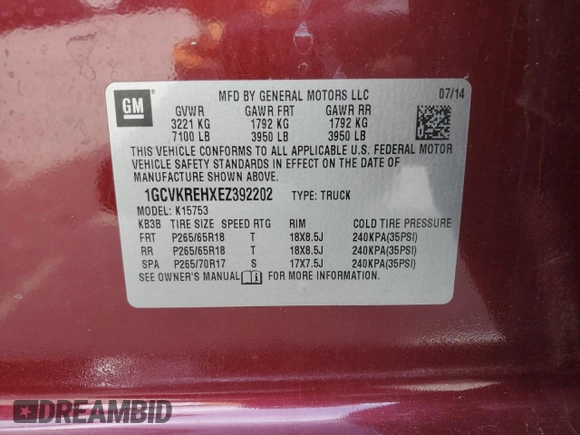 GM
MFD BY GENERAL MOTORS LLC 07/14
GVWR GAWR FRT GAWR RR
3221 KG 1792 KG 1792 KG
7100 LB 3950 LB 3950 LB
THIS VEHICLE CONFORMS TO ALL APPLICABLE U.S. FEDERAL MOTOR
VEHICLE SAFETY STANDARDS IN EFFECT ON THE DATE OF
MANUFACTURE SHOWN ABOVE.
1GCVKREHXEZ392202 TYPE: TRUCK
MODEL: K15753
KB3B TIRE SIZE SPEED RTG RIM COLD TIRE PRESSURE
FRT P265/65R18 T 18X8.5J 240KPA(35PSI)
RR P265/65R18 T 18X8.5J 240KPA(35PSI)
SPA P265/70R17 S 17X7.5J 240KPA(35PSI)
SEE OWNER'S MANUAL FOR MORE INFORMATION.
DREAMBID